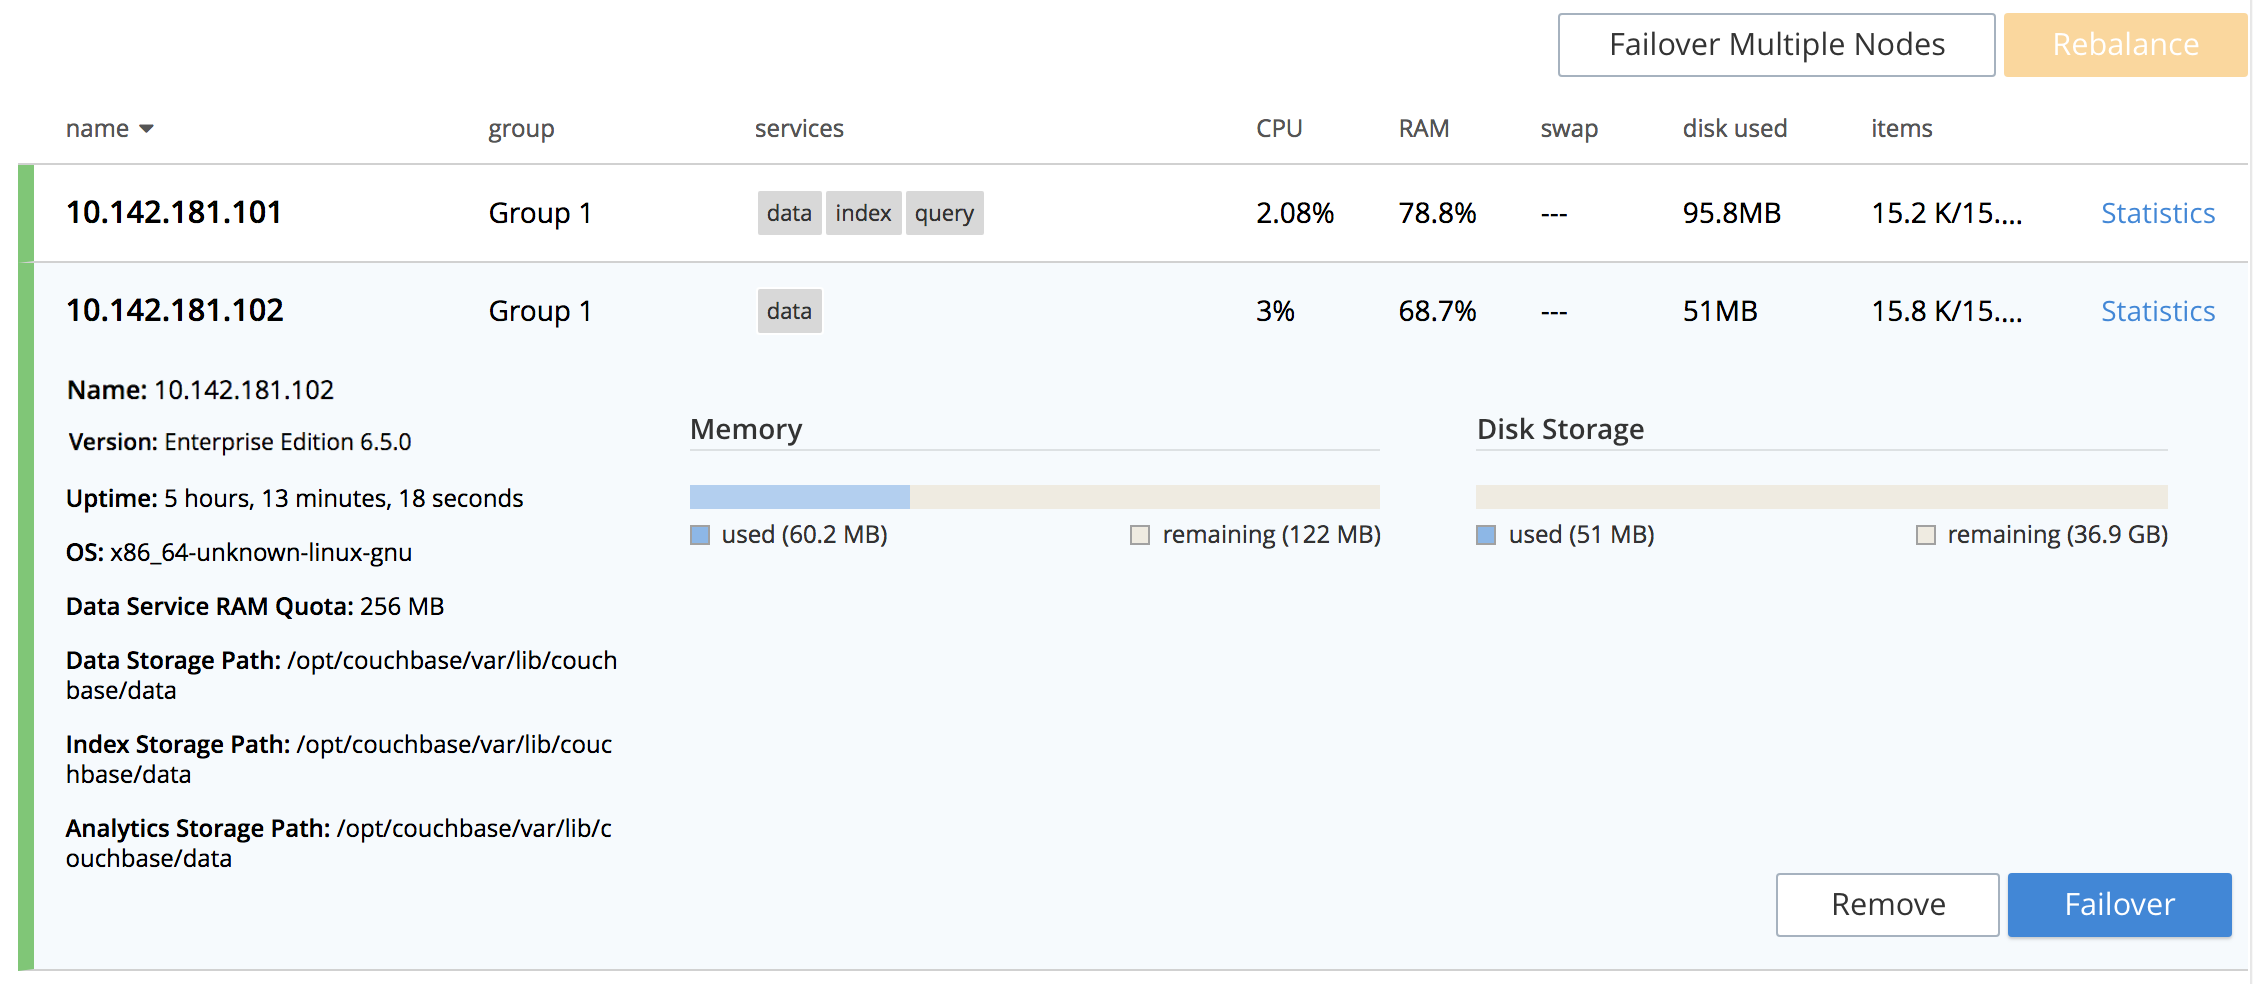 Failover Multiple Nodes Rebalance
name group services CPU RAM swap disk used items
10.142.181.101 Group 1 data index query 2.08% 78.8% --- 95.8MB 15.2 K/15.... Statistics
10.142.181.102 Group 1 data 3% 68.7% --- 51MB 15.8 K/15.... Statistics
Name: 10.142.181.102
Version: Enterprise Edition 6.5.0
Uptime: 5 hours, 13 minutes, 18 seconds
OS: x86_64-unknown-linux-gnu
Data Service RAM Quota: 256 MB
Data Storage Path: /opt/couchbase/var/lib/couch
base/data
Index Storage Path: /opt/couchbase/var/lib/couc
hbase/data
Analytics Storage Path: /opt/couchbase/var/lib/c
ouchbase/data
Memory
used (60.2 MB) remaining (122 MB)
Disk Storage
used (51 MB) remaining (36.9 GB)
Remove Failover